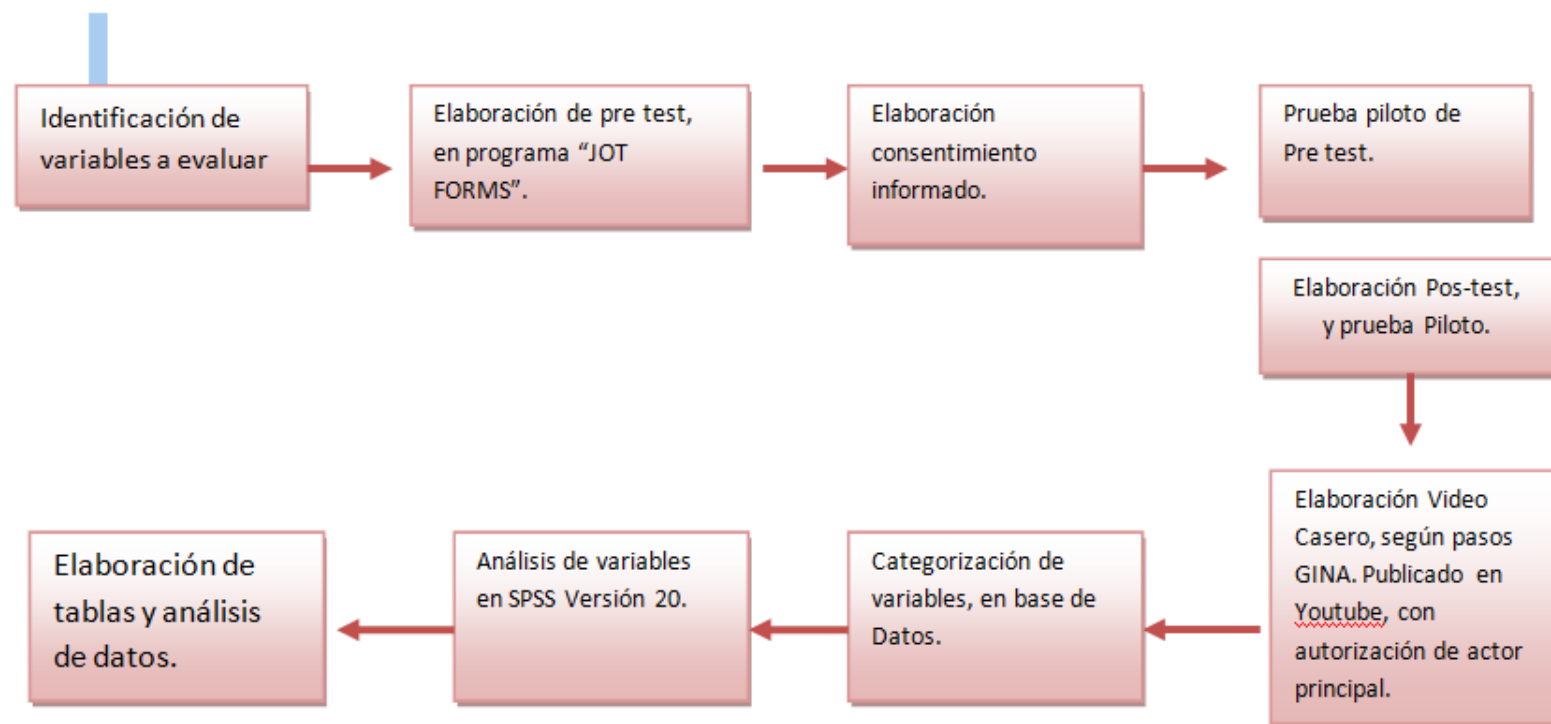 Identificación de
variables a evaluar
Elaboración de pre test,
en programa “JOT
FORMS”.
Elaboración
consentimiento
informado.
Prueba piloto de
Pre test.
Elaboración Pos-test,
y prueba Piloto.
Elaboración Video
Casero, según pasos
GINA. Publicado en
Youtube, con
autorización de actor
principal.
Categorización de
variables, en base de
Datos.
Análisis de variables
en SPSS Versión 20.
Elaboración de
tablas y análisis
de datos.